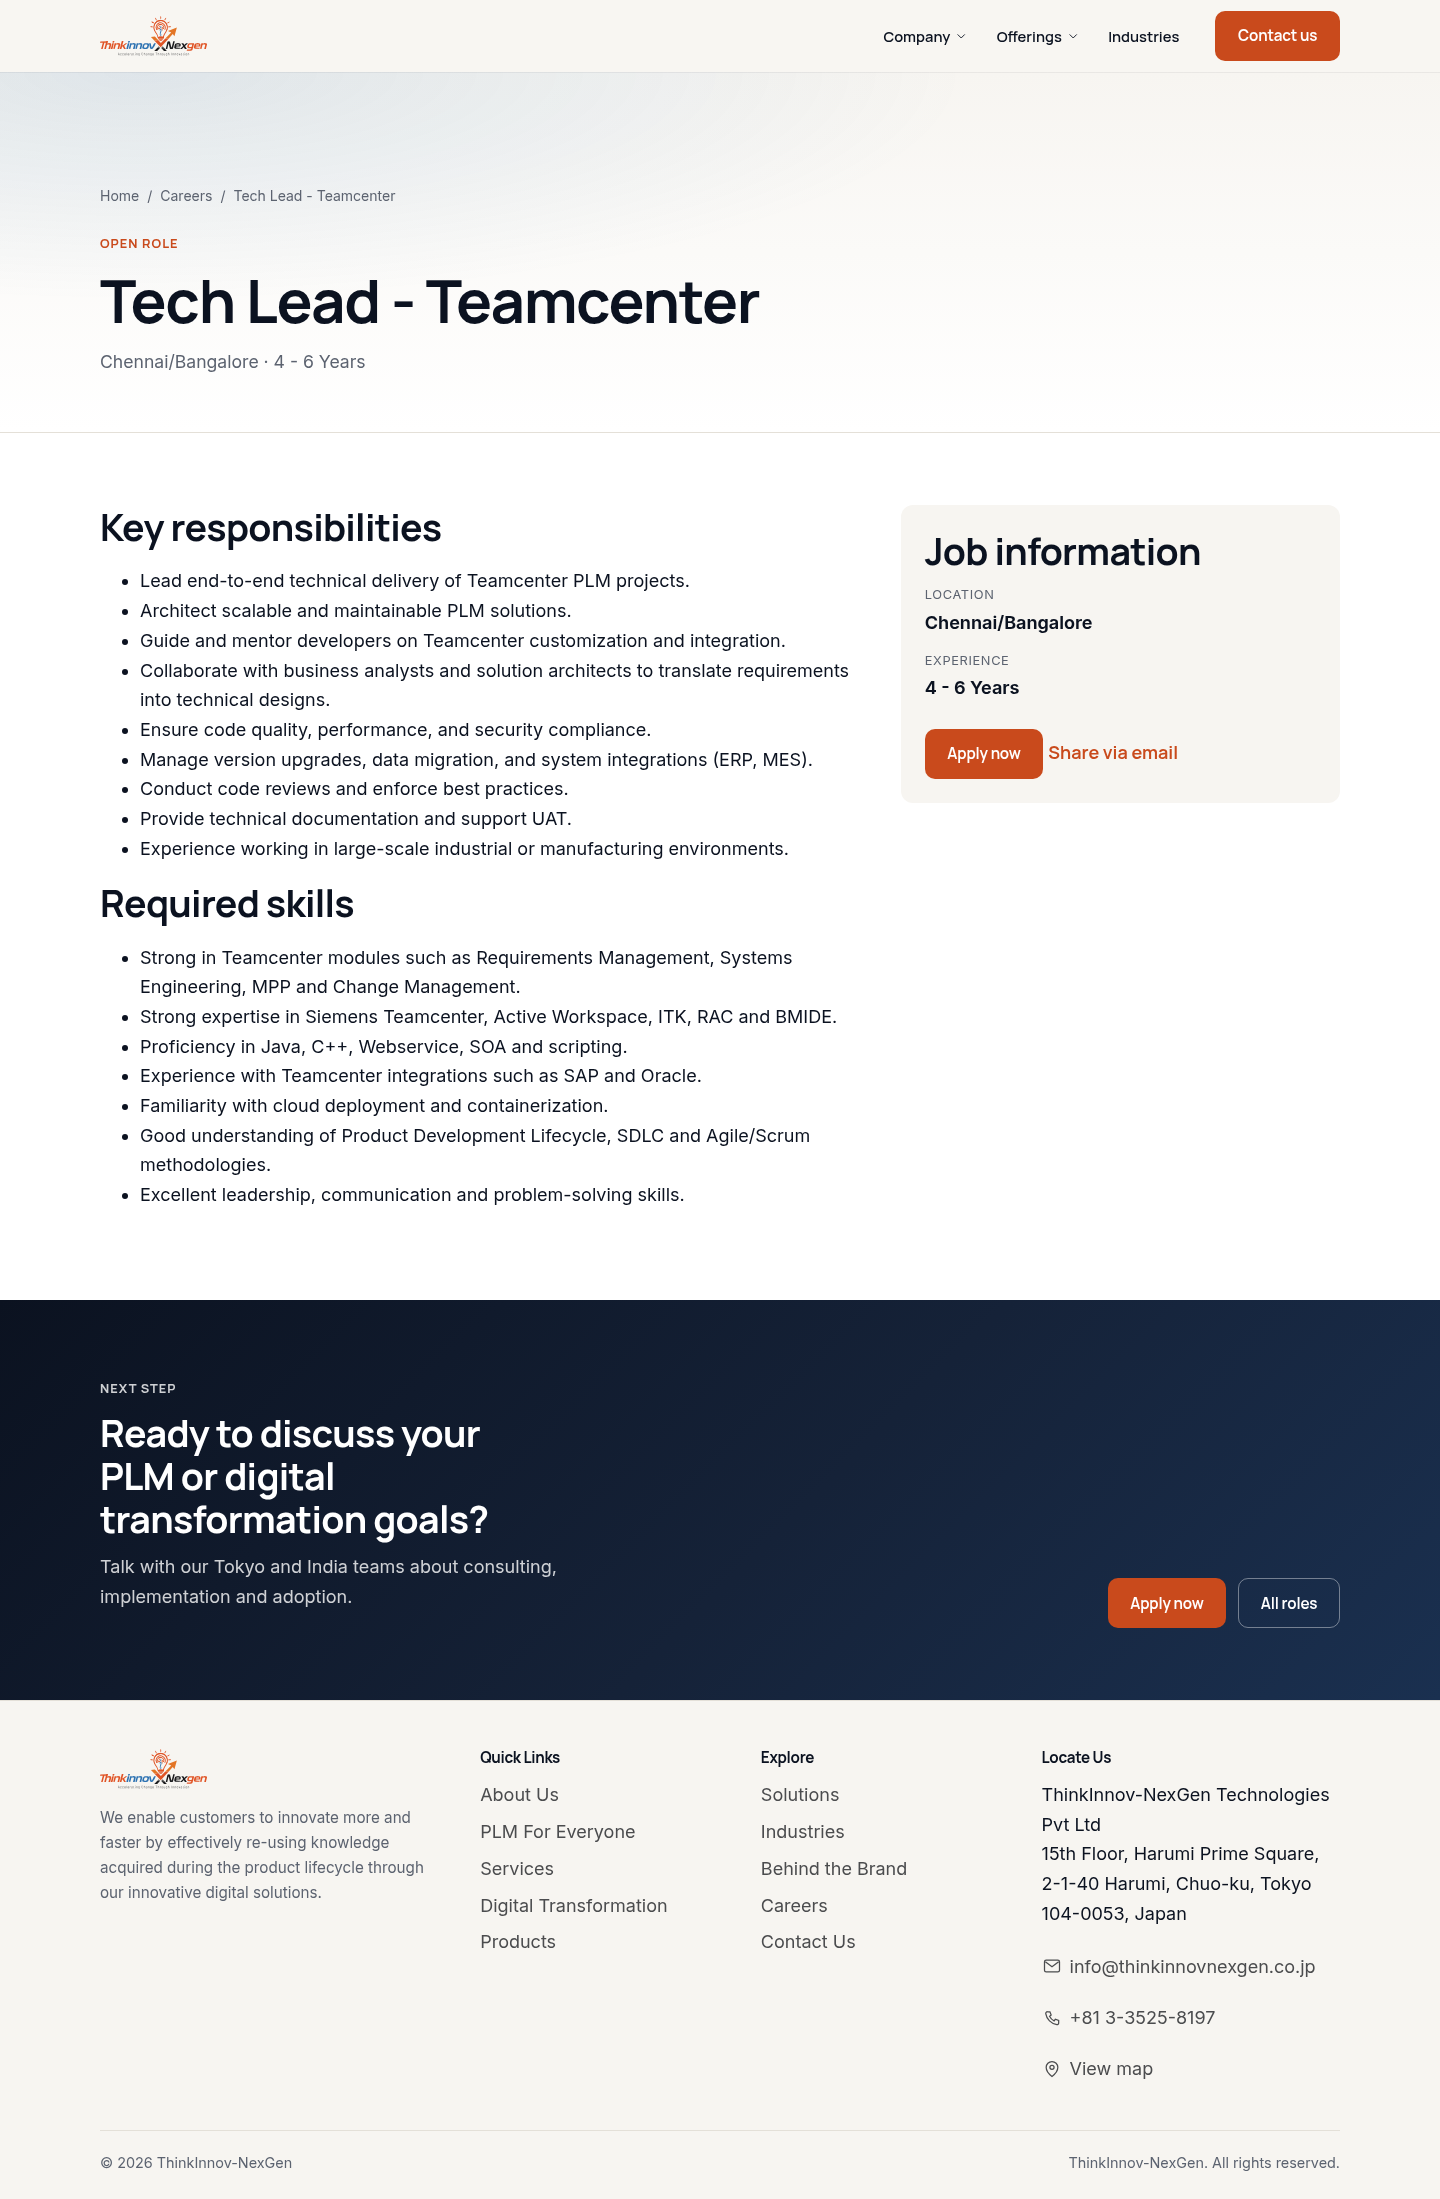 ThinkinnovXNexgen
Company
Offerings
Industries
Contact us
Home / Careers / Tech Lead - Teamcenter
OPEN ROLE
Tech Lead - Teamcenter
Chennai/Bangalore · 4 - 6 Years
Key responsibilities
• Lead end-to-end technical delivery of Teamcenter PLM projects.
• Architect scalable and maintainable PLM solutions.
• Guide and mentor developers on Teamcenter customization and integration.
• Collaborate with business analysts and solution architects to translate requirements
into technical designs.
• Ensure code quality, performance, and security compliance.
• Manage version upgrades, data migration, and system integrations (ERP, MES).
• Conduct code reviews and enforce best practices.
• Provide technical documentation and support UAT.
• Experience working in large-scale industrial or manufacturing environments.
Required skills
• Strong in Teamcenter modules such as Requirements Management, Systems
Engineering, MPP and Change Management.
• Strong expertise in Siemens Teamcenter, Active Workspace, ITK, RAC and BMIDE.
• Proficiency in Java, C++, Webservice, SOA and scripting.
• Experience with Teamcenter integrations such as SAP and Oracle.
• Familiarity with cloud deployment and containerization.
• Good understanding of Product Development Lifecycle, SDLC and Agile/Scrum
methodologies.
• Excellent leadership, communication and problem-solving skills.
Job information
LOCATION
Chennai/Bangalore
EXPERIENCE
4 - 6 Years
Apply now
Share via email
NEXT STEP
Ready to discuss your
PLM or digital
transformation goals?
Talk with our Tokyo and India teams about consulting,
implementation and adoption.
Apply now
All roles
ThinkinnovXNexgen
We enable customers to innovate more and
faster by effectively re-using knowledge
acquired during the product lifecycle through
our innovative digital solutions.
Quick Links
About Us
PLM For Everyone
Services
Digital Transformation
Products
Explore
Solutions
Industries
Behind the Brand
Careers
Contact Us
Locate Us
ThinkInnov-NexGen Technologies
Pvt Ltd
15th Floor, Harumi Prime Square,
2-1-40 Harumi, Chuo-ku, Tokyo
104-0053, Japan
info@thinkinnovnexgen.co.jp
+81 3-3525-8197
View map
© 2026 ThinkInnov-NexGen
ThinkInnov-NexGen. All rights reserved.